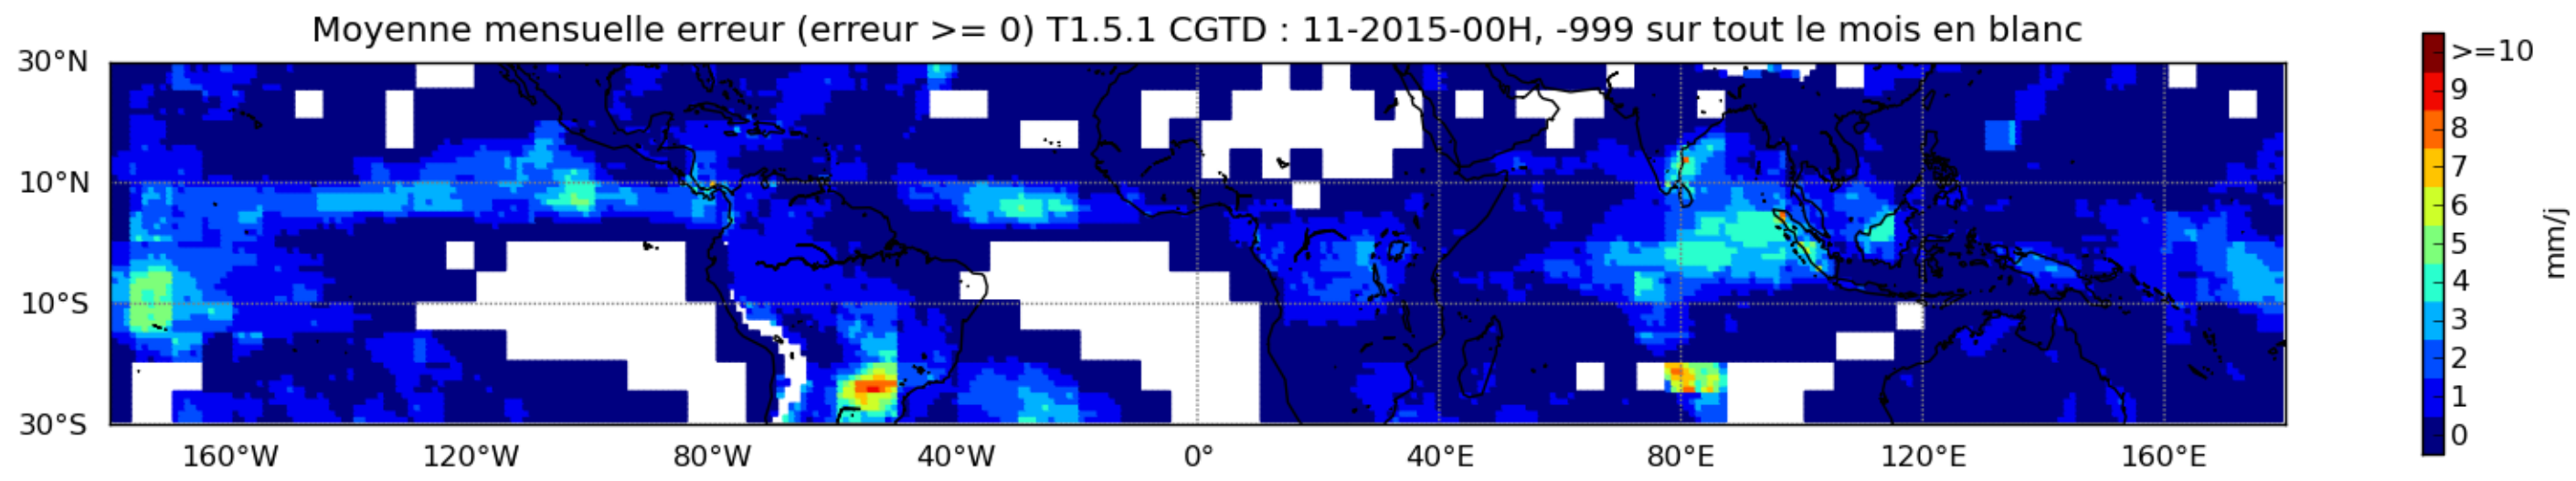 Moyenne mensuelle erreur (erreur >= 0) T1.5.1 CGTD : 11-2015-00H, -999 sur tout le mois en blanc
30°N
10°N
10°S
30°S
160°W 120°W 80°W 40°W 0° 40°E 80°E 120°E 160°E
>=10
9
8
7
6
5
4
3
2
1
0
mm/j